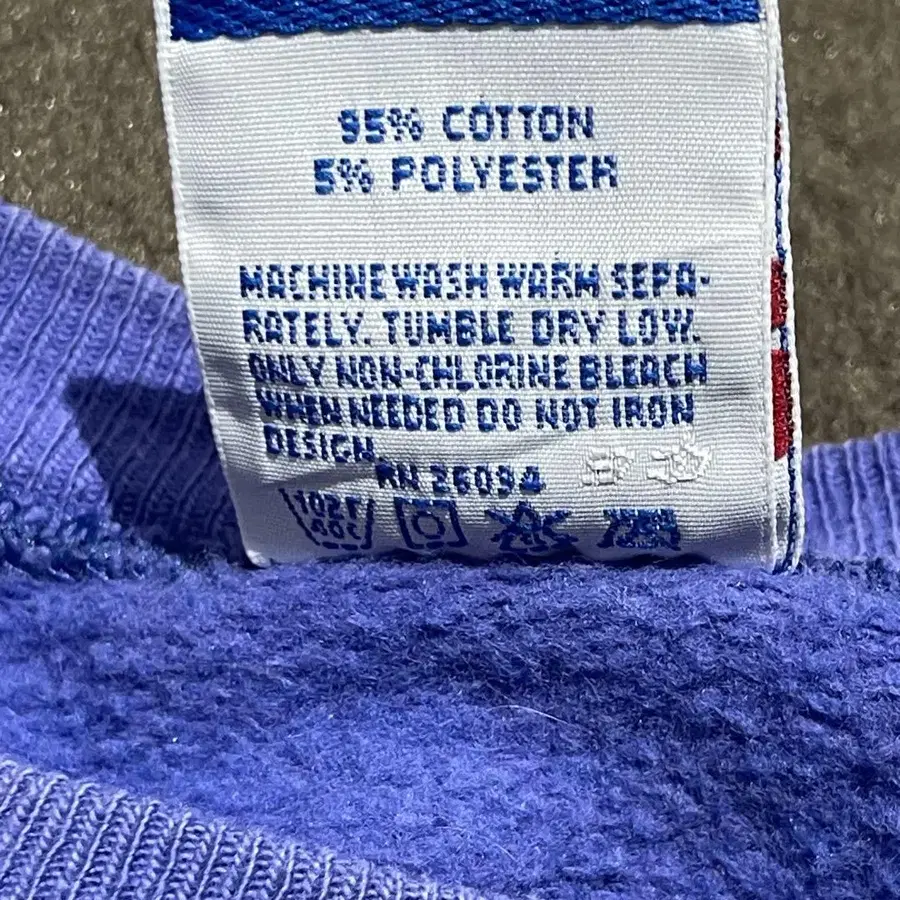 95% COTTON
5% POLYESTER
MACHINE WASH WARM SEPA-
RATELY. TUMBLE DRY LOW.
ONLY NON-CHLORINE BLEACH
WHEN NEEDED DO NOT IRON
DESIGN.
RN 26094
102F